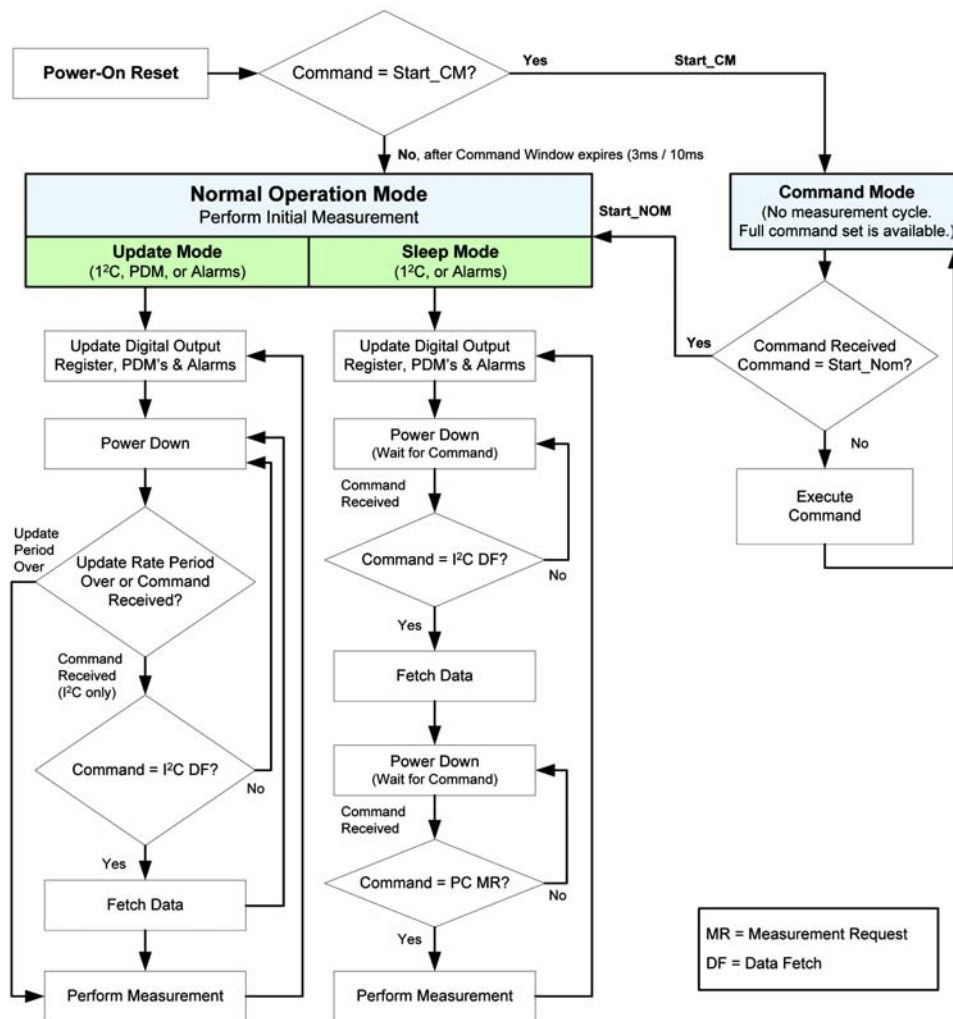 Power-On Reset
Command = Start_CM?
Yes
Start_CM
No, after Command Window expires (3ms / 10ms
Normal Operation Mode
Perform Initial Measurement
Start_NOM
Command Mode
(No measurement cycle.
Full command set is available.)
Update Mode
(1²C, PDM, or Alarms)
Sleep Mode
(1²C, or Alarms)
Update Digital Output
Register, PDM's & Alarms
Update Digital Output
Register, PDM's & Alarms
Yes
Command Received
Command = Start_Nom?
No
Execute
Command
Power Down
Power Down
(Wait for Command)
Command
Received
Update
Period
Over
Update Rate Period
Over or Command
Received?
Command = I²C DF?
No
Yes
Command
Received
(I²C only)
Fetch Data
Command = I²C DF?
No
Power Down
(Wait for Command)
Command
Received
Yes
Command = PC MR?
No
Fetch Data
Yes
Perform Measurement
Perform Measurement
MR = Measurement Request
DF = Data Fetch